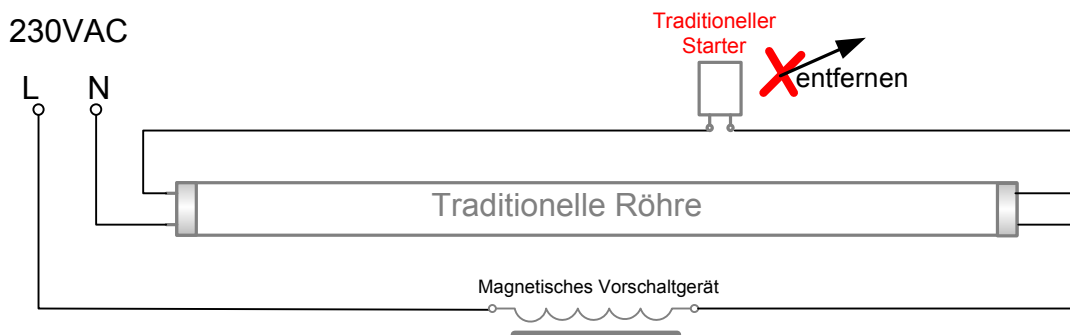 230VAC
L N
Traditioneller
Starter
entfernen
Traditionelle Röhre
Magnetisches Vorschaltgerät